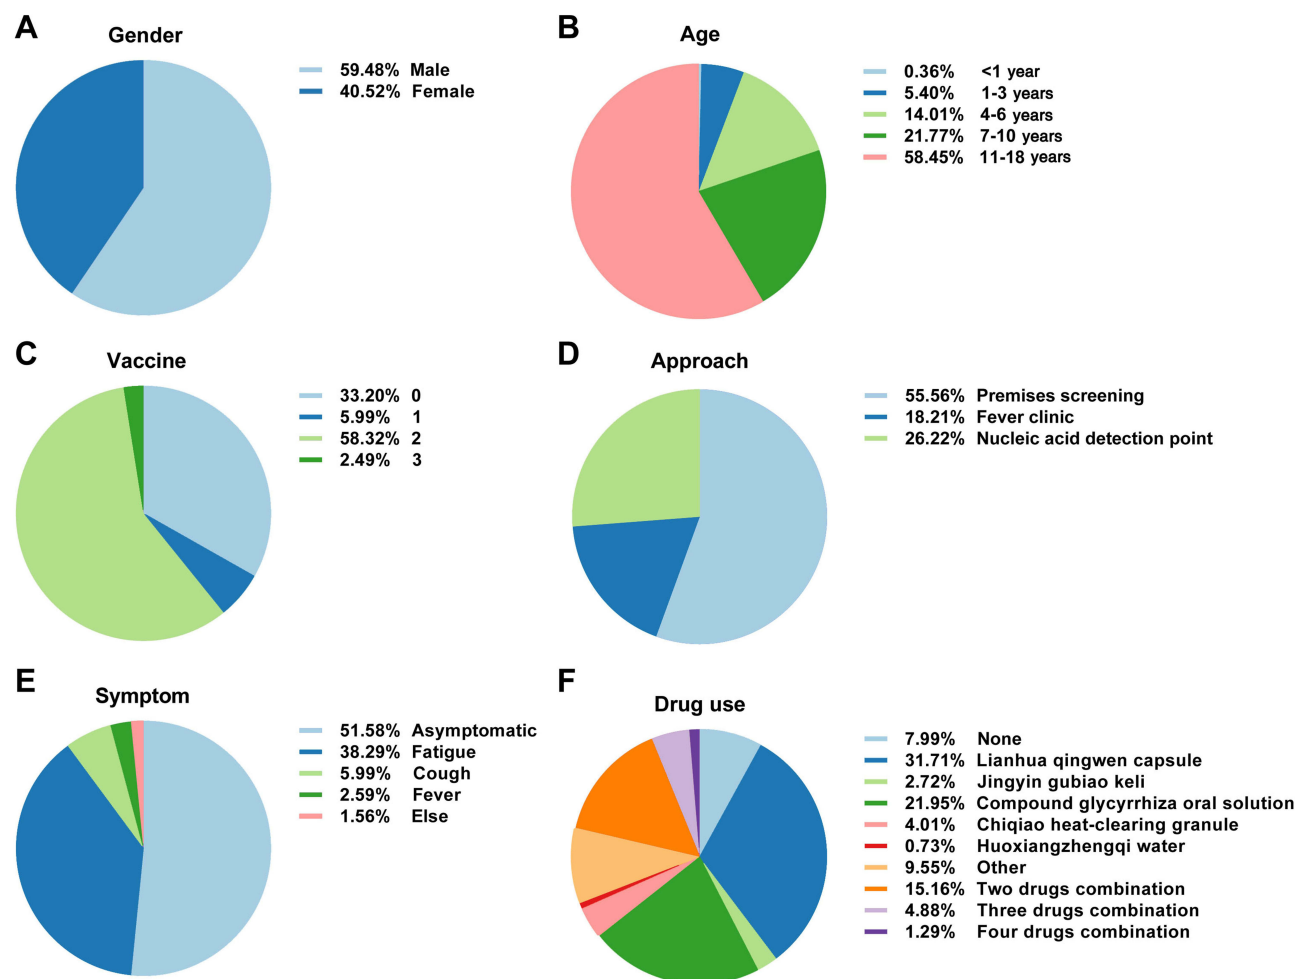 A
Gender
59.48% Male
40.52% Female
B
Age
0.36% <1 year
5.40% 1-3 years
14.01% 4-6 years
21.77% 7-10 years
58.45% 11-18 years
C
Vaccine
33.20% 0
5.99% 1
58.32% 2
2.49% 3
D
Approach
55.56% Premises screening
18.21% Fever clinic
26.22% Nucleic acid detection point
E
Symptom
51.58% Asymptomatic
38.29% Fatigue
5.99% Cough
2.59% Fever
1.56% Else
F
Drug use
7.99% None
31.71% Lianhua qingwen capsule
2.72% Jingyin gubiao keli
21.95% Compound glycyrrhiza oral solution
4.01% Chiqiao heat-clearing granule
0.73% Huoxiangzhengqi water
9.55% Other
15.16% Two drugs combination
4.88% Three drugs combination
1.29% Four drugs combination